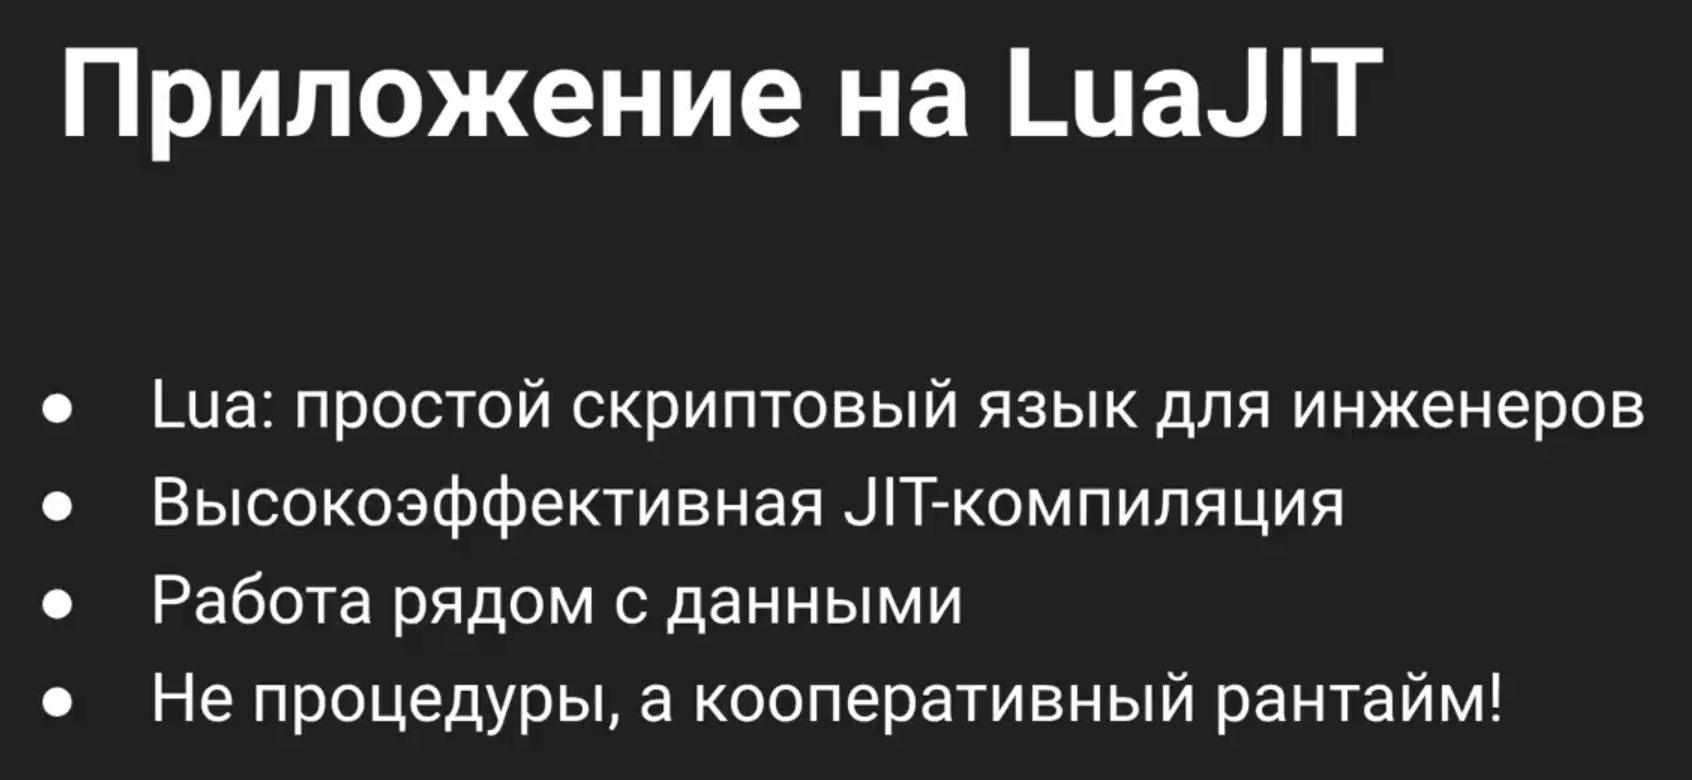 Приложение на LuaJIT
● Lua: простой скриптовый язык для инженеров
● Высокоэффективная JIT-компиляция
● Работа рядом с данными
● Не процедуры, а кооперативный рантайм!